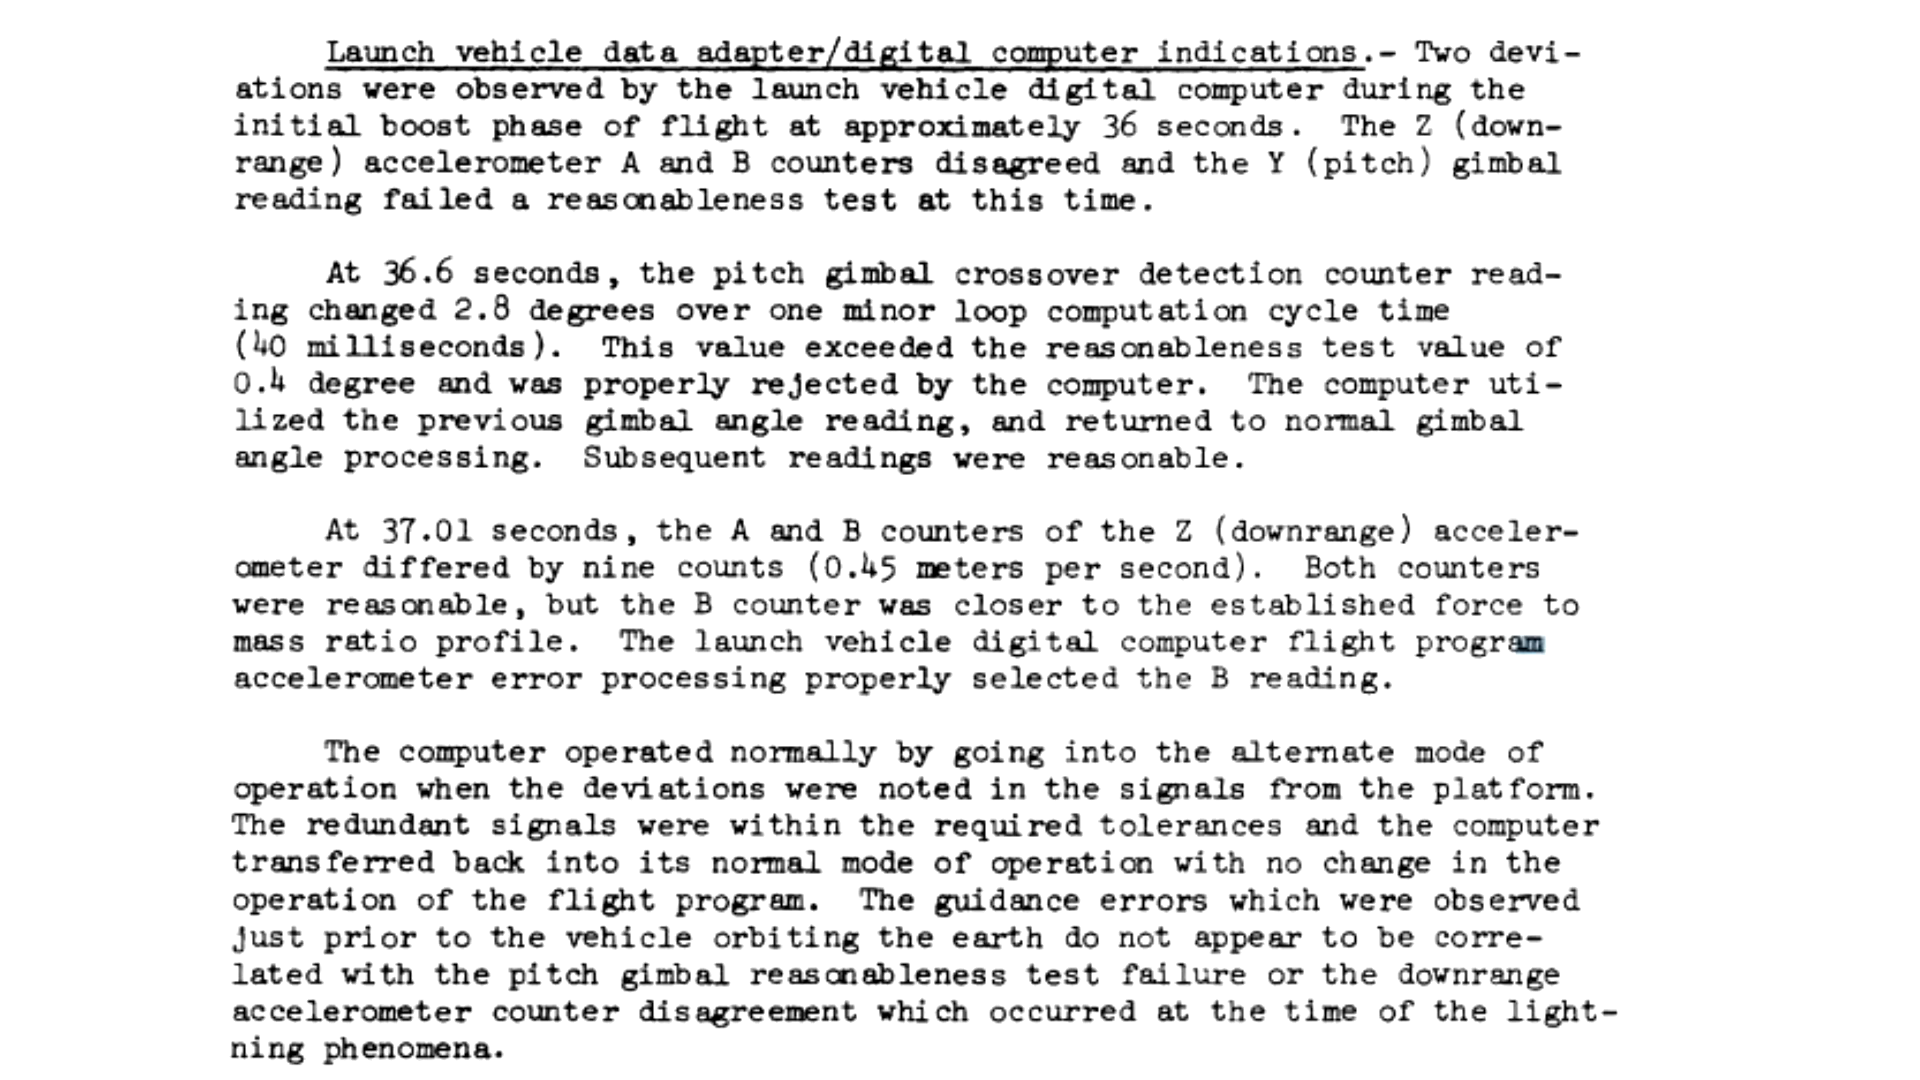 Launch vehicle data adapter/digital computer indications.- Two devi-
ations were observed by the launch vehicle digital computer during the
initial boost phase of flight at approximately 36 seconds. The Z (down-
range) accelerometer A and B counters disagreed and the Y (pitch) gimbal
reading failed a reasonableness test at this time.
At 36.6 seconds, the pitch gimbal crossover detection counter read-
ing changed 2.8 degrees over one minor loop computation cycle time
(40 milliseconds). This value exceeded the reasonableness test value of
0.4 degree and was properly rejected by the computer. The computer uti-
lized the previous gimbal angle reading, and returned to normal gimbal
angle processing. Subsequent readings were reasonable.
At 37.01 seconds, the A and B counters of the Z (downrange) acceler-
ometer differed by nine counts (0.45 meters per second). Both counters
were reasonable, but the B counter was closer to the established force to
mass ratio profile. The launch vehicle digital computer flight program
accelerometer error processing properly selected the B reading.
The computer operated normally by going into the alternate mode of
operation when the deviations were noted in the signals from the platform.
The redundant signals were within the required tolerances and the computer
transferred back into its normal mode of operation with no change in the
operation of the flight program. The guidance errors which were observed
just prior to the vehicle orbiting the earth do not appear to be corre-
lated with the pitch gimbal reasonableness test failure or the downrange
accelerometer counter disagreement which occurred at the time of the light-
ning phenomena.